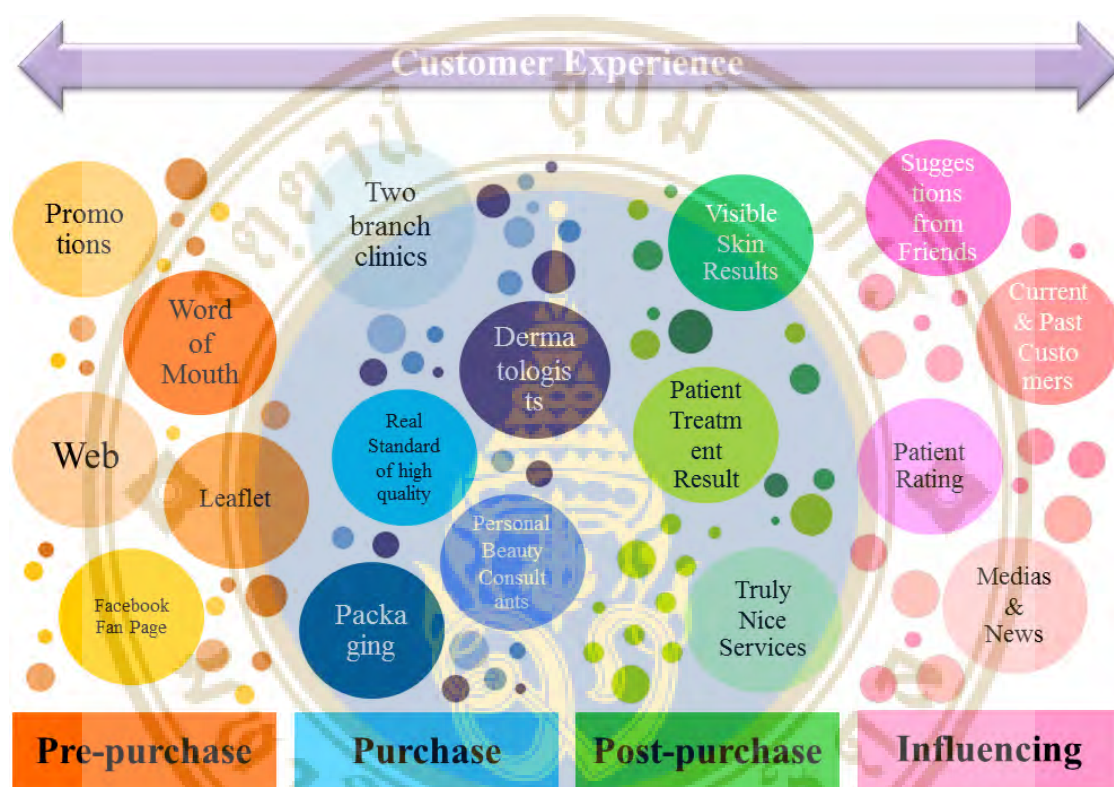 Customer Experience
Promo
tions
Word
of
Mouth
Web
Leaflet
Facebook
Fan Page
Two
branch
clinics
Derma
tologis
ts
Real
Standard
of high
quality
Personal
Beauty
Consult
ants
Packa
ging
Visible
Skin
Results
Patient
Treatm
ent
Result
Truly
Nice
Services
Sugges
tions
from
Friends
Current
& Past
Custo
mers
Patient
Rating
Medias
&
News
Pre-purchase
Purchase
Post-purchase
Influencing